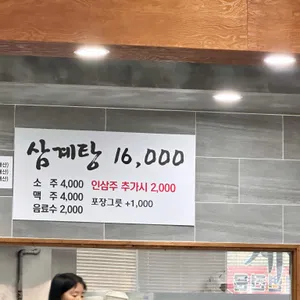 삼계탕 16,000
소 주 4,000 인삼주 추가시 2,000
맥 주 4,000 포장그릇 +1,000
음료수 2,000